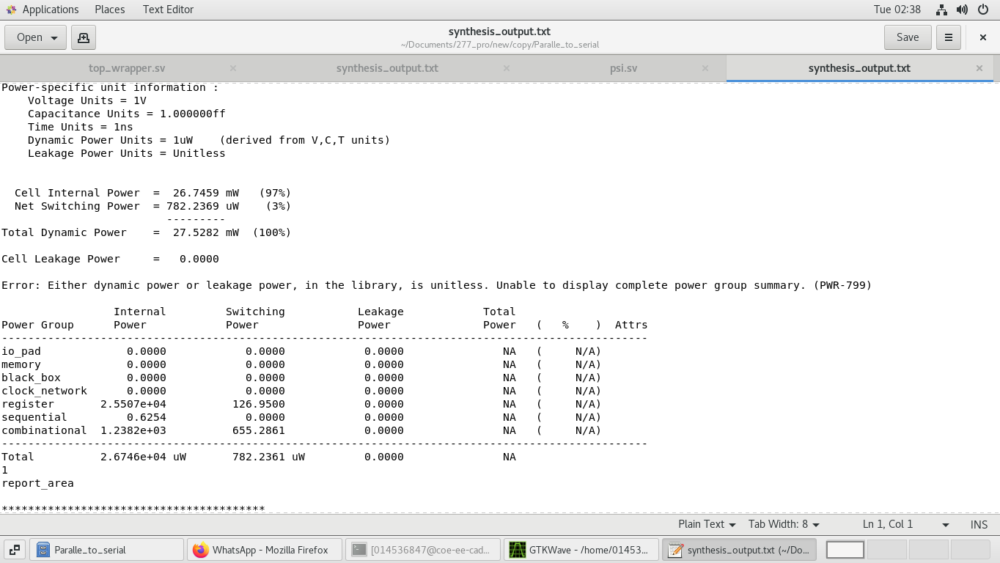 Applications Places Text Editor Tue 02:38
Open synthesis_output.txt Save
~/Documents/277_pro/new/copy/Paralle_to_serial
top_wrapper.sv × synthesis_output.txt × psi.sv × synthesis_output.txt ×
Power-specific unit information :
    Voltage Units = 1V
    Capacitance Units = 1.000000ff
    Time Units = 1ns
    Dynamic Power Units = 1uW    (derived from V,C,T units)
    Leakage Power Units = Unitless
  Cell Internal Power  =  26.7459 mW   (97%)
  Net Switching Power  = 782.2369 uW    (3%)
                         ---------
Total Dynamic Power    =  27.5282 mW  (100%)
Cell Leakage Power     =   0.0000
Error: Either dynamic power or leakage power, in the library, is unitless. Unable to display complete power group summary. (PWR-799)
                 Internal         Switching           Leakage            Total
Power Group      Power            Power               Power              Power   (   %    )  Attrs
--------------------------------------------------------------------------------------------------
io_pad             0.0000            0.0000            0.0000               NA   (     N/A)
memory             0.0000            0.0000            0.0000               NA   (     N/A)
black_box          0.0000            0.0000            0.0000               NA   (     N/A)
clock_network      0.0000            0.0000            0.0000               NA   (     N/A)
register       2.5507e+04          126.9500            0.0000               NA   (     N/A)
sequential         0.6254            0.0000            0.0000               NA   (     N/A)
combinational  1.2382e+03          655.2861            0.0000               NA   (     N/A)
--------------------------------------------------------------------------------------------------
Total          2.6746e+04 uW       782.2361 uW         0.0000               NA
1
report_area
****************************************
Plain Text Tab Width: 8 Ln 1, Col 1 INS
Paralle_to_serial WhatsApp - Mozilla Firefox [014536847@coe-ee-cad... GTKWave - /home/01453... synthesis_output.txt (~/Do...